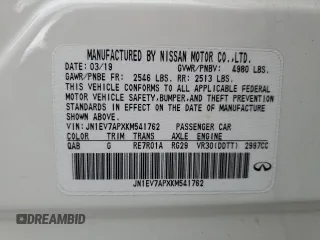 MANUFACTURED BY NISSAN MOTOR CO.,LTD.
DATE: 03/19 GVWR/PNBV: 4980 LBS.
GAWR/PNBE FR: 2546 LBS. RR: 2513 LBS.
THIS VEHICLE CONFORMS TO ALL APPLICABLE
FEDERAL MOTOR VEHICLE
SAFETY, BUMPER, AND THEFT PREVENTION
STANDARDS IN EFFECT ON THE DATE OF
MANUFACTURE SHOWN ABOVE.
VIN: JN1EV7APXKM541762 PASSENGER CAR
COLOR TRIM TRANS AXLE ENGINE
QAB G RE7R01A RG29 VR30(DDTT) 2997CC
JN1EV7APXKM541762
INFINITI
DREAMBID